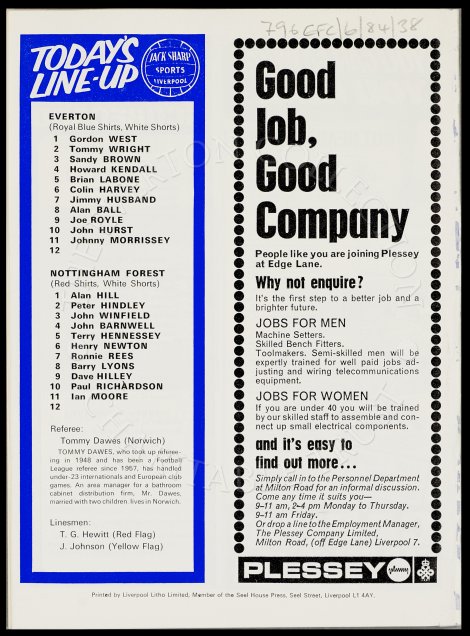 796 EFC/6/84/38
TODAY'S
LINE-UP
JACK SHARP
SPORTS
LIVERPOOL
EVERTON
(Royal Blue Shirts, White Shorts)
1 Gordon WEST
2 Tommy WRIGHT
3 Sandy BROWN
4 Howard KENDALL
5 Brian LABONE
6 Colin HARVEY
7 Jimmy HUSBAND
8 Alan BALL
9 Joe ROYLE
10 John HURST
11 Johnny MORRISSEY
12
NOTTINGHAM FOREST
(Red Shirts, White Shorts)
1 Alan HILL
2 Peter HINDLEY
3 John WINFIELD
4 John BARNWELL
5 Terry HENNESSEY
6 Henry NEWTON
7 Ronnie REES
8 Barry LYONS
9 Dave HILLEY
10 Paul RICHARDSON
11 Ian MOORE
12
Referee:
Tommy Dawes (Norwich)
TOMMY DAWES, who took up referee-
ing in 1948 and has been a Football
League referee since 1957, has handled
under-23 internationals and European club
games. An area manager for a bathroom
cabinet distribution firm, Mr. Dawes,
married with two children, lives in Norwich.
Linesmen:
T. G. Hewitt (Red Flag)
J. Johnson (Yellow Flag)
Good
Job,
Good
Company
People like you are joining Plessey
at Edge Lane.
Why not enquire?
It's the first step to a better job and a
brighter future.
JOBS FOR MEN
Machine Setters.
Skilled Bench Fitters.
Toolmakers. Semi-skilled men will be
expertly trained for well paid jobs ad-
justing and wiring telecommunications
equipment.
JOBS FOR WOMEN
If you are under 40 you will be trained
by our skilled staff to assemble and con-
nect up small electrical components.
and it's easy to
find out more...
Simply call in to the Personnel Department
at Milton Road for an informal discussion.
Come any time it suits you—
9-11 am, 2-4 pm Monday to Thursday.
9-11 am Friday.
Or drop a line to the Employment Manager,
The Plessey Company Limited,
Milton Road, (off Edge Lane) Liverpool 7.
PLESSEY
Printed by Liverpool Litho Limited, Member of the Seel House Press, Seel Street, Liverpool L1 4AY.